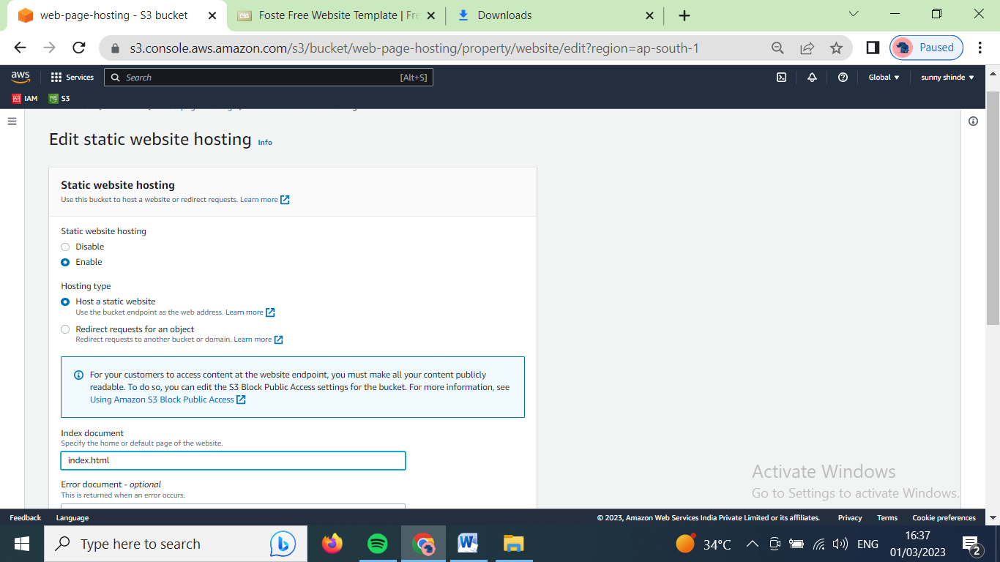 web-page-hosting - S3 bucket
Foste Free Website Template | Fre
Downloads
s3.console.aws.amazon.com/s3/bucket/web-page-hosting/property/website/edit?region=ap-south-1
Paused
aws
Services
Search
[Alt+S]
Global
sunny shinde
IAM
S3
Edit static website hosting Info
Static website hosting
Use this bucket to host a website or redirect requests. Learn more
Static website hosting
Disable
Enable
Hosting type
Host a static website
Use the bucket endpoint as the web address. Learn more
Redirect requests for an object
Redirect requests to another bucket or domain. Learn more
For your customers to access content at the website endpoint, you must make all your content publicly
readable. To do so, you can edit the S3 Block Public Access settings for the bucket. For more information, see
Using Amazon S3 Block Public Access
Index document
Specify the home or default page of the website.
index.html
Error document - optional
This is returned when an error occurs.
Activate Windows
Go to Settings to activate Windows.
Feedback
Language
© 2023, Amazon Web Services India Private Limited or its affiliates.
Privacy
Terms
Cookie preferences
Type here to search
34°C
ENG
16:37
01/03/2023
2